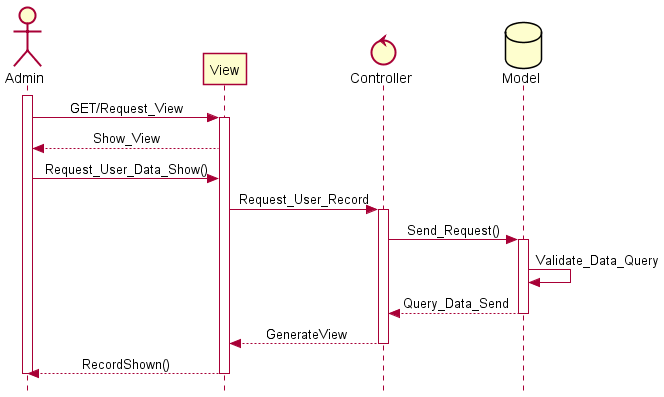 Admin
View
Controller
Model
GET/Request_View
Show_View
Request_User_Data_Show()
Request_User_Record
Send_Request()
Validate_Data_Query
Query_Data_Send
GenerateView
RecordShown()